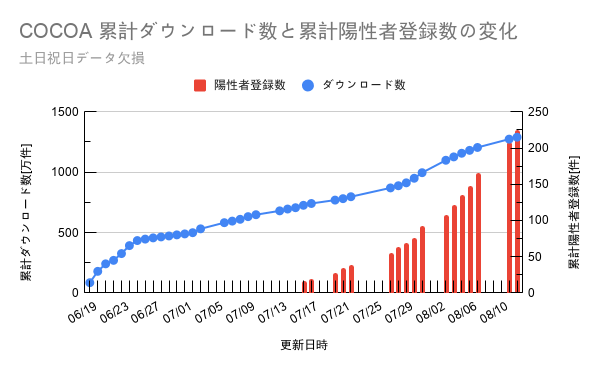 COCOA 累計ダウンロード数と累計陽性者登録数の変化
土日祝日データ欠損
陽性者登録数 ダウンロード数
累計ダウンロード数[万件]
1500
1000
500
0
250
200
150
100
50
0
累計陽性者登録数[件]
06/19 06/23 06/27 07/01 07/05 07/09 07/13 07/17 07/21 07/25 07/29 08/02 08/06 08/10
更新日時